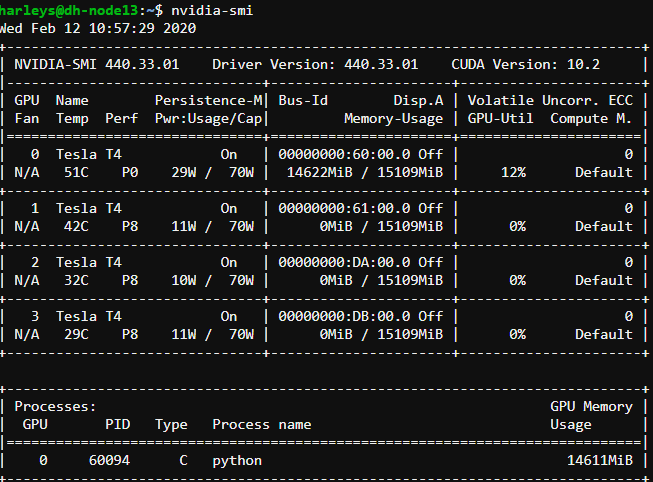 harleys@dh-node13:~$ nvidia-smi
Wed Feb 12 10:57:29 2020
+-----------------------------------------------------------------------------+
| NVIDIA-SMI 440.33.01    Driver Version: 440.33.01    CUDA Version: 10.2     |
|-------------------------------+----------------------+----------------------+
| GPU  Name        Persistence-M| Bus-Id        Disp.A | Volatile Uncorr. ECC |
| Fan  Temp  Perf  Pwr:Usage/Cap|         Memory-Usage | GPU-Util  Compute M. |
|===============================+======================+======================|
|   0  Tesla T4            On   | 00000000:60:00.0 Off |                    0 |
| N/A   51C    P0    29W /  70W |  14622MiB / 15109MiB |     12%      Default |
+-------------------------------+----------------------+----------------------+
|   1  Tesla T4            On   | 00000000:61:00.0 Off |                    0 |
| N/A   42C    P8    11W /  70W |      0MiB / 15109MiB |      0%      Default |
+-------------------------------+----------------------+----------------------+
|   2  Tesla T4            On   | 00000000:DA:00.0 Off |                    0 |
| N/A   32C    P8    10W /  70W |      0MiB / 15109MiB |      0%      Default |
+-------------------------------+----------------------+----------------------+
|   3  Tesla T4            On   | 00000000:DB:00.0 Off |                    0 |
| N/A   29C    P8    11W /  70W |      0MiB / 15109MiB |      0%      Default |
+-------------------------------+----------------------+----------------------+

+-----------------------------------------------------------------------------+
| Processes:                                                       GPU Memory |
|  GPU       PID   Type   Process name                             Usage      |
|=============================================================================|
|    0     60094      C   python                                     14611MiB |
+-----------------------------------------------------------------------------+